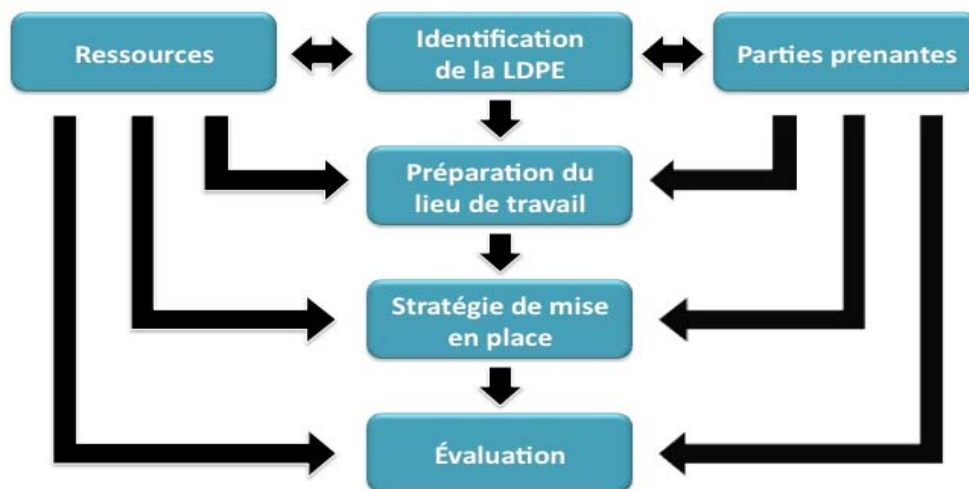 Ressources
Identification
de la LDPE
Parties prenantes
Préparation du
lieu de travail
Stratégie de mise
en place
Évaluation